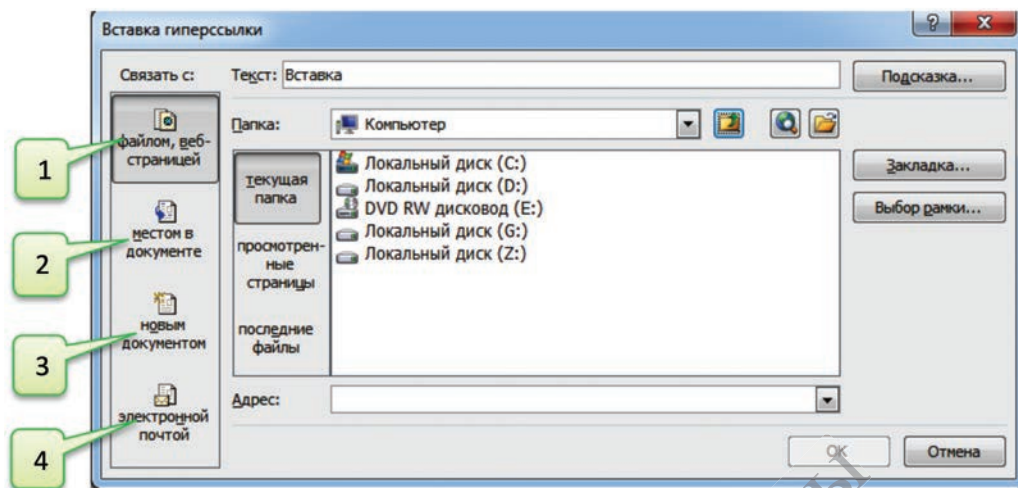 Вставка гиперссылки
Связать с:
Текст: Вставка
Подсказка...
1
файлом, веб-
страницей
Папка:
Компьютер
текущая
папка
просмотрен-
ные
страницы
последние
файлы
Локальный диск (C:)
Локальный диск (D:)
DVD RW дисковод (E:)
Локальный диск (G:)
Локальный диск (Z:)
Закладка...
Выбор рамки...
2
местом в
документе
3
новым
документом
4
электронной
почтой
Адрес:
ОК
Отмена